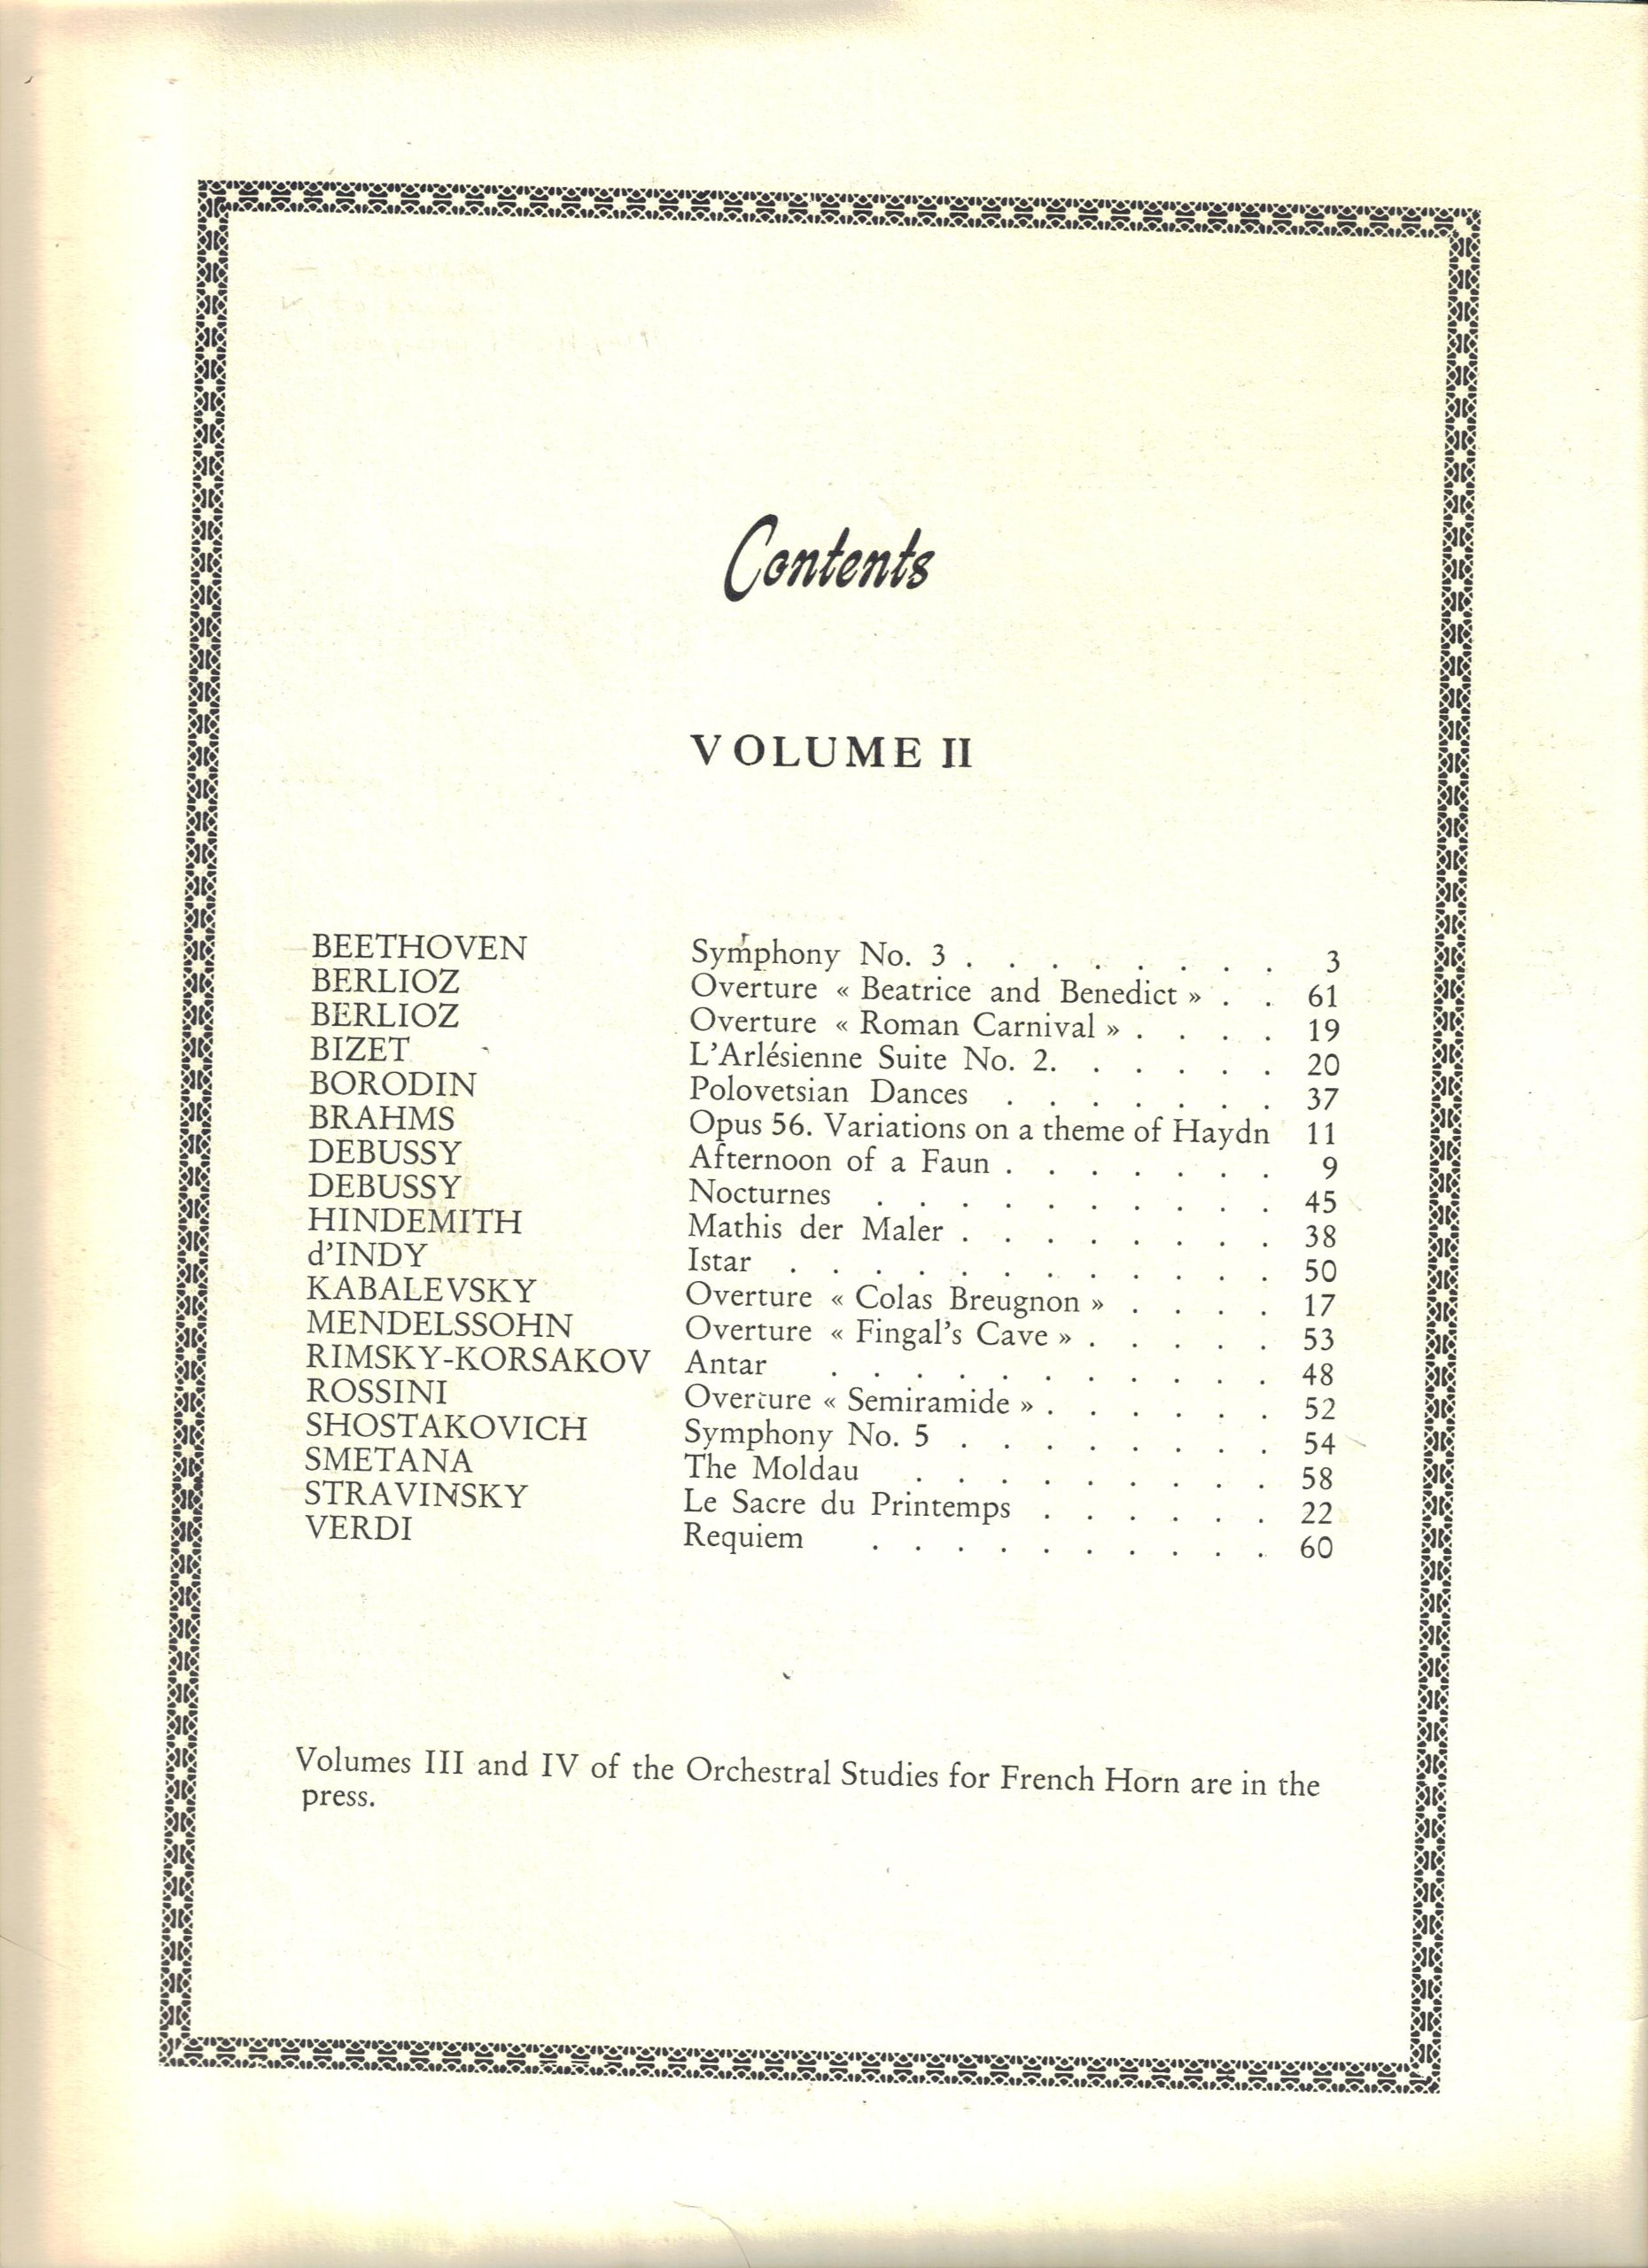 Contents
VOLUME II
BEETHOVEN Symphony No. 3 . . . . . . . . 3
BERLIOZ Overture « Beatrice and Benedict » . . 61
BERLIOZ Overture « Roman Carnival » . . . . 19
BIZET L'Arlésienne Suite No. 2. . . . . . 20
BORODIN Polovetsian Dances . . . . . . . 37
BRAHMS Opus 56. Variations on a theme of Haydn 11
DEBUSSY Afternoon of a Faun . . . . . . . 9
DEBUSSY Nocturnes . . . . . . . . . . 45
HINDEMITH Mathis der Maler . . . . . . . . 38
d'INDY Istar . . . . . . . . . . . . 50
KABALEVSKY Overture « Colas Breugnon » . . . . 17
MENDELSSOHN Overture « Fingal's Cave » . . . . . 53
RIMSKY-KORSAKOV Antar . . . . . . . . . . . 48
ROSSINI Overture « Semiramide » . . . . . . 52
SHOSTAKOVICH Symphony No. 5 . . . . . . . . 54
SMETANA The Moldau . . . . . . . . . 58
STRAVINSKY Le Sacre du Printemps . . . . . . 22
VERDI Requiem . . . . . . . . . . 60
Volumes III and IV of the Orchestral Studies for French Horn are in the
press.